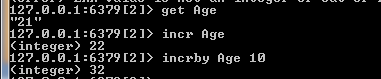 127.0.0.1:6379[2]> get Age
"21"
127.0.0.1:6379[2]> incr Age
(integer) 22
127.0.0.1:6379[2]> incrby Age 10
(integer) 32